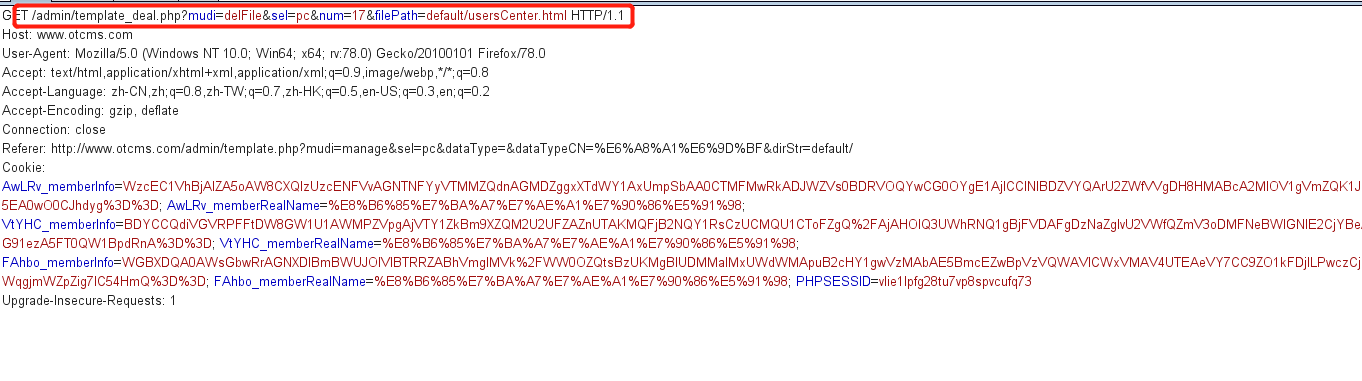 GET /admin/template_deal.php?mudi=delFile&sel=pc&num=17&filePath=default/usersCenter.html HTTP/1.1
Host: www.otcms.com
User-Agent: Mozilla/5.0 (Windows NT 10.0; Win64; x64; rv:78.0) Gecko/20100101 Firefox/78.0
Accept: text/html,application/xhtml+xml,application/xml;q=0.9,image/webp,*/*;q=0.8
Accept-Language: zh-CN,zh;q=0.8,zh-TW;q=0.7,zh-HK;q=0.5,en-US;q=0.3,en;q=0.2
Accept-Encoding: gzip, deflate
Connection: close
Referer: http://www.otcms.com/admin/template.php?mudi=manage&sel=pc&dataType=&dataTypeCN=%E6%A8%A1%E6%9D%BF&dirStr=default/
Cookie:
AwLRv_memberInfo=
5EA0wO0CJhdyg%3D%3D; AwLRv_memberRealName=%E8%B6%85%E7%BA%A7%E7%AE%A1%E7%90%86%E5%91%98;
VtYHC_memberInfo=
G91ezA5FT0QW1BpdRnA%3D%3D; VtYHC_memberRealName=%E8%B6%85%E7%BA%A7%E7%AE%A1%E7%90%86%E5%91%98;
FAhbo_memberInfo=
WqgjmWZpZig7IC54HmQ%3D%3D; FAhbo_memberRealName=%E8%B6%85%E7%BA%A7%E7%AE%A1%E7%90%86%E5%91%98; PHPSESSID=vlie1lpfg28tu7vp8spvcufq73
Upgrade-Insecure-Requests: 1